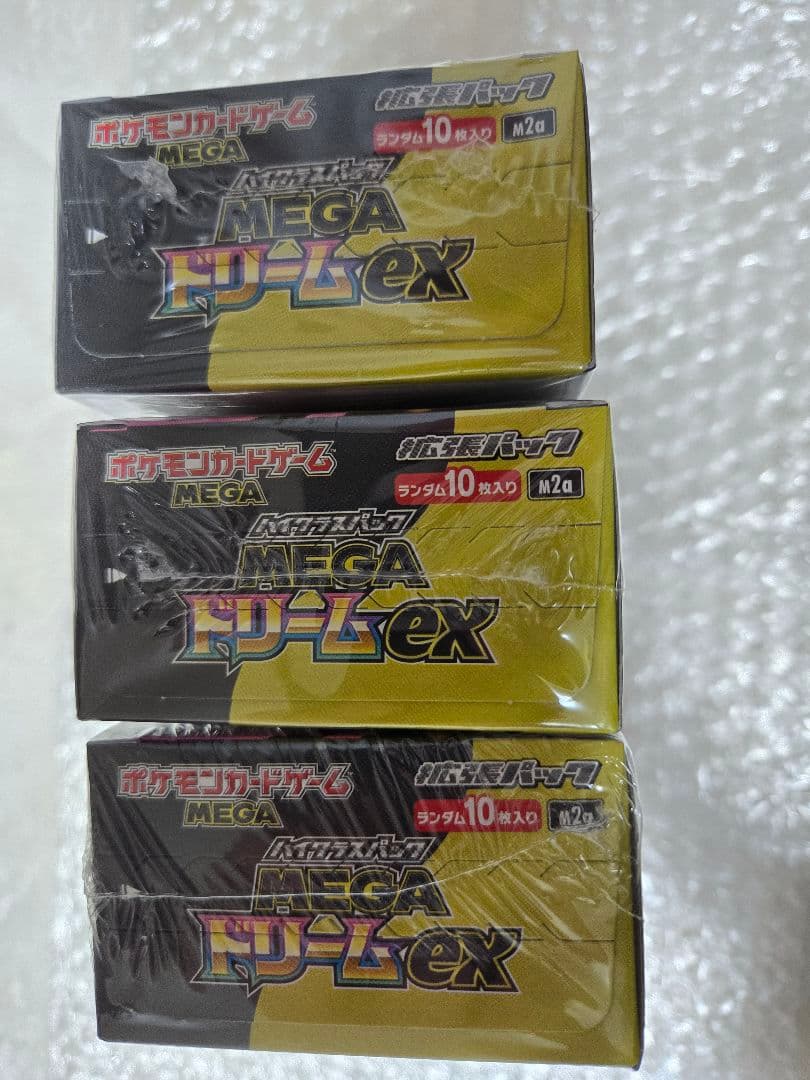 ポケモンカードゲーム
MEGA
拡張パック
ランダム10枚入り M2a
ハイクラスパック
MEGA
ドリームex
ポケモンカードゲーム
MEGA
拡張パック
ランダム10枚入り M2a
ハイクラスパック
MEGA
ドリームex
ポケモンカードゲーム
MEGA
拡張パック
ランダム10枚入り M2a
ハイクラスパック
MEGA
ドリームex